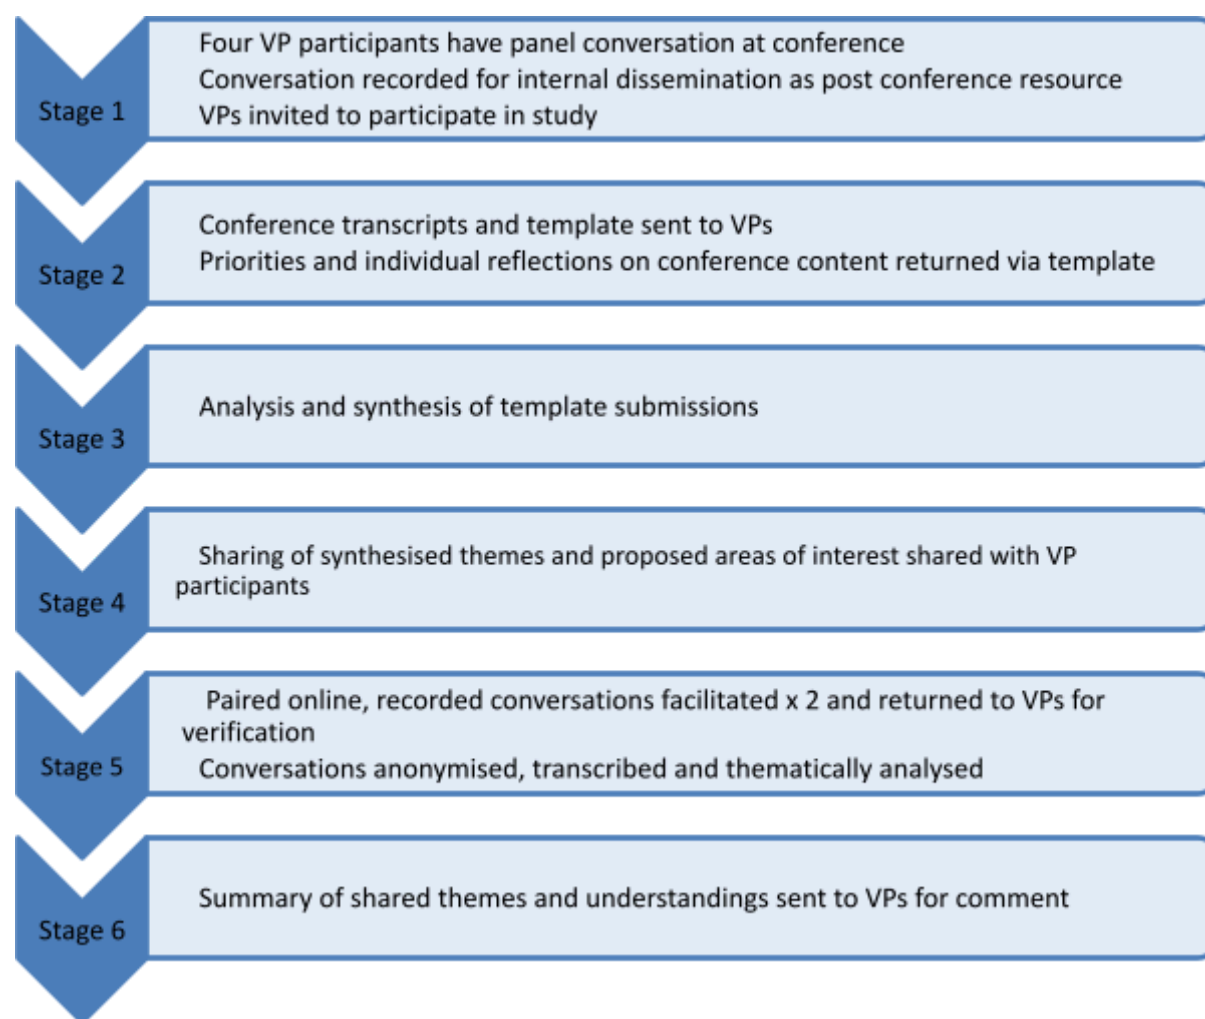 Stage 1
Four VP participants have panel conversation at conference
Conversation recorded for internal dissemination as post conference resource
VPs invited to participate in study
Stage 2
Conference transcripts and template sent to VPs
Priorities and individual reflections on conference content returned via template
Stage 3
Analysis and synthesis of template submissions
Stage 4
Sharing of synthesised themes and proposed areas of interest shared with VP
participants
Stage 5
Paired online, recorded conversations facilitated x 2 and returned to VPs for
verification
Conversations anonymised, transcribed and thematically analysed
Stage 6
Summary of shared themes and understandings sent to VPs for comment